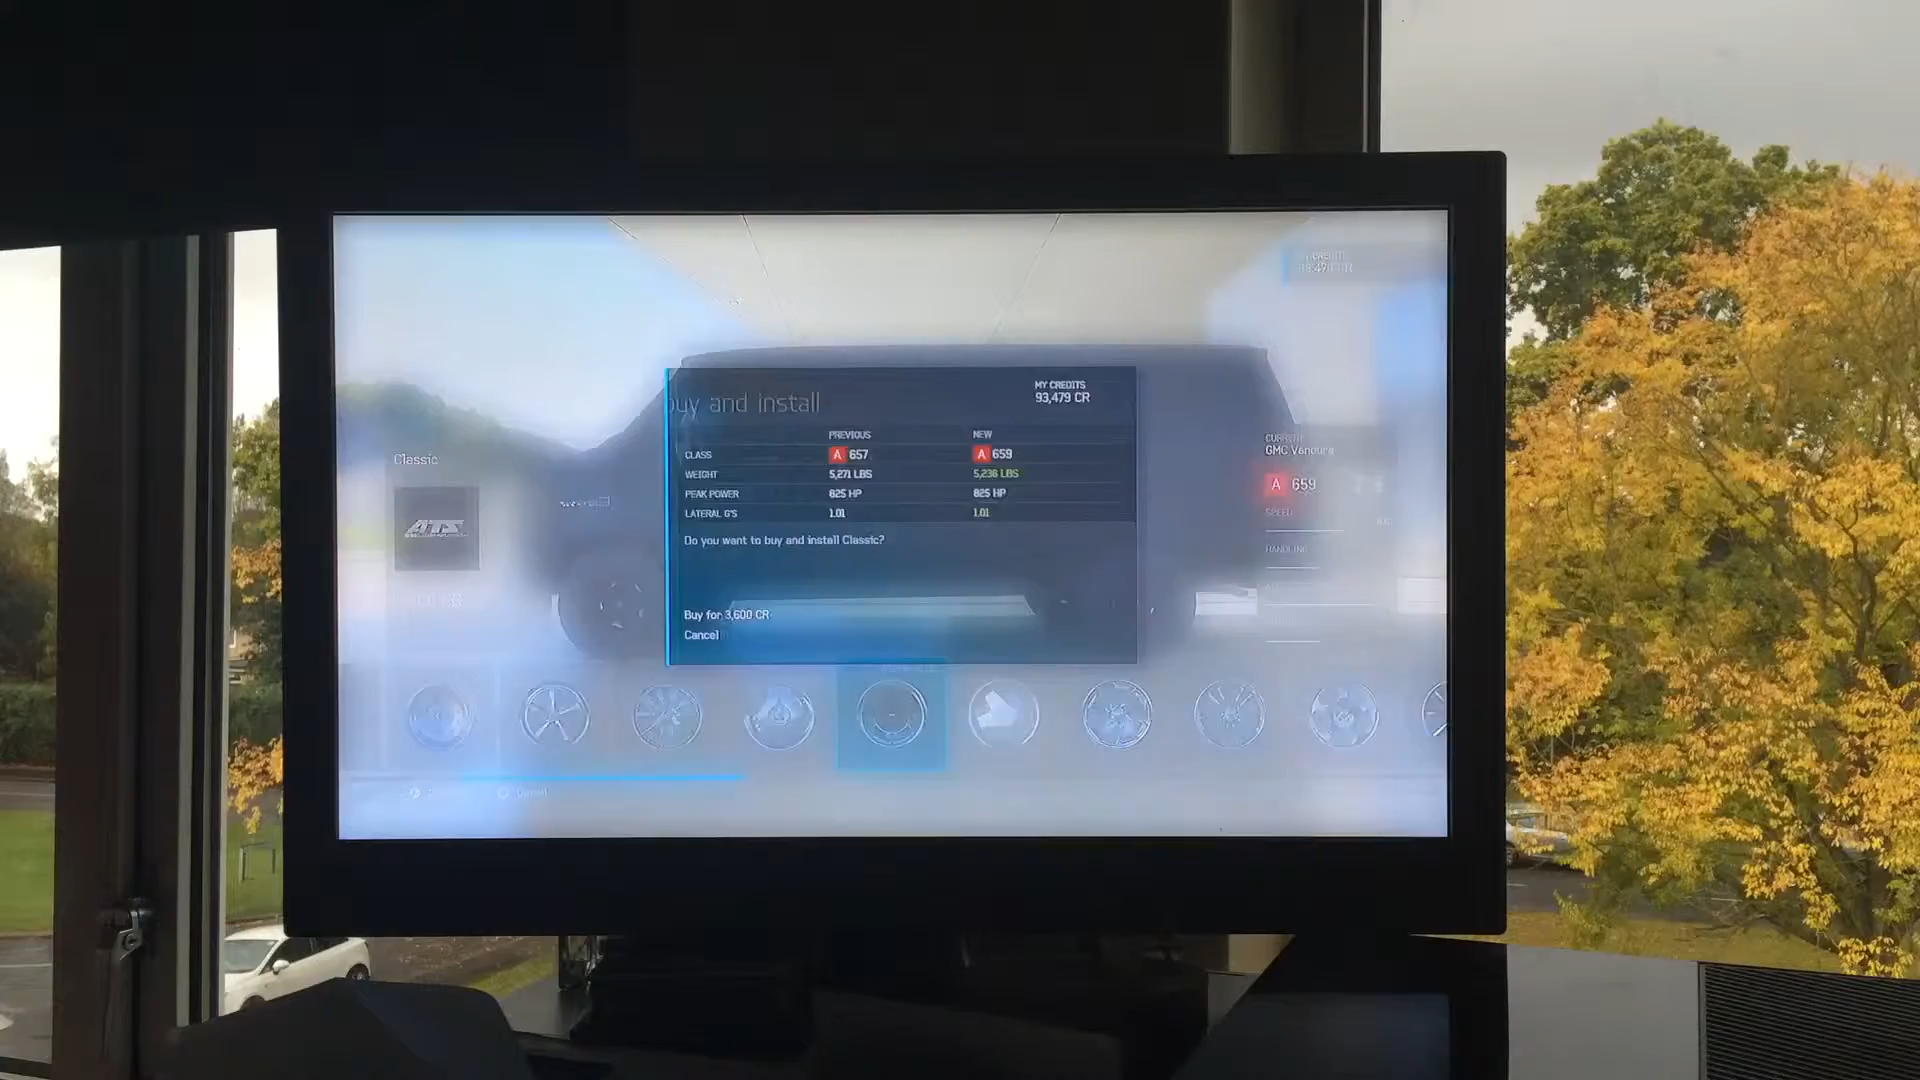 buy and install
MY CREDITS
93,479 CR
PREVIOUS NEW
CLASS A 657 A 659
WEIGHT 5,271 LBS 5,236 LBS
PEAK POWER 825 HP 825 HP
LATERAL G'S 1.01 1.01
Do you want to buy and install Classic?
Buy for 3,600 CR
Cancel
Classic
ATS
CURRENT
GMC Vandura
A 659
SPEED
HANDLING
Cancel